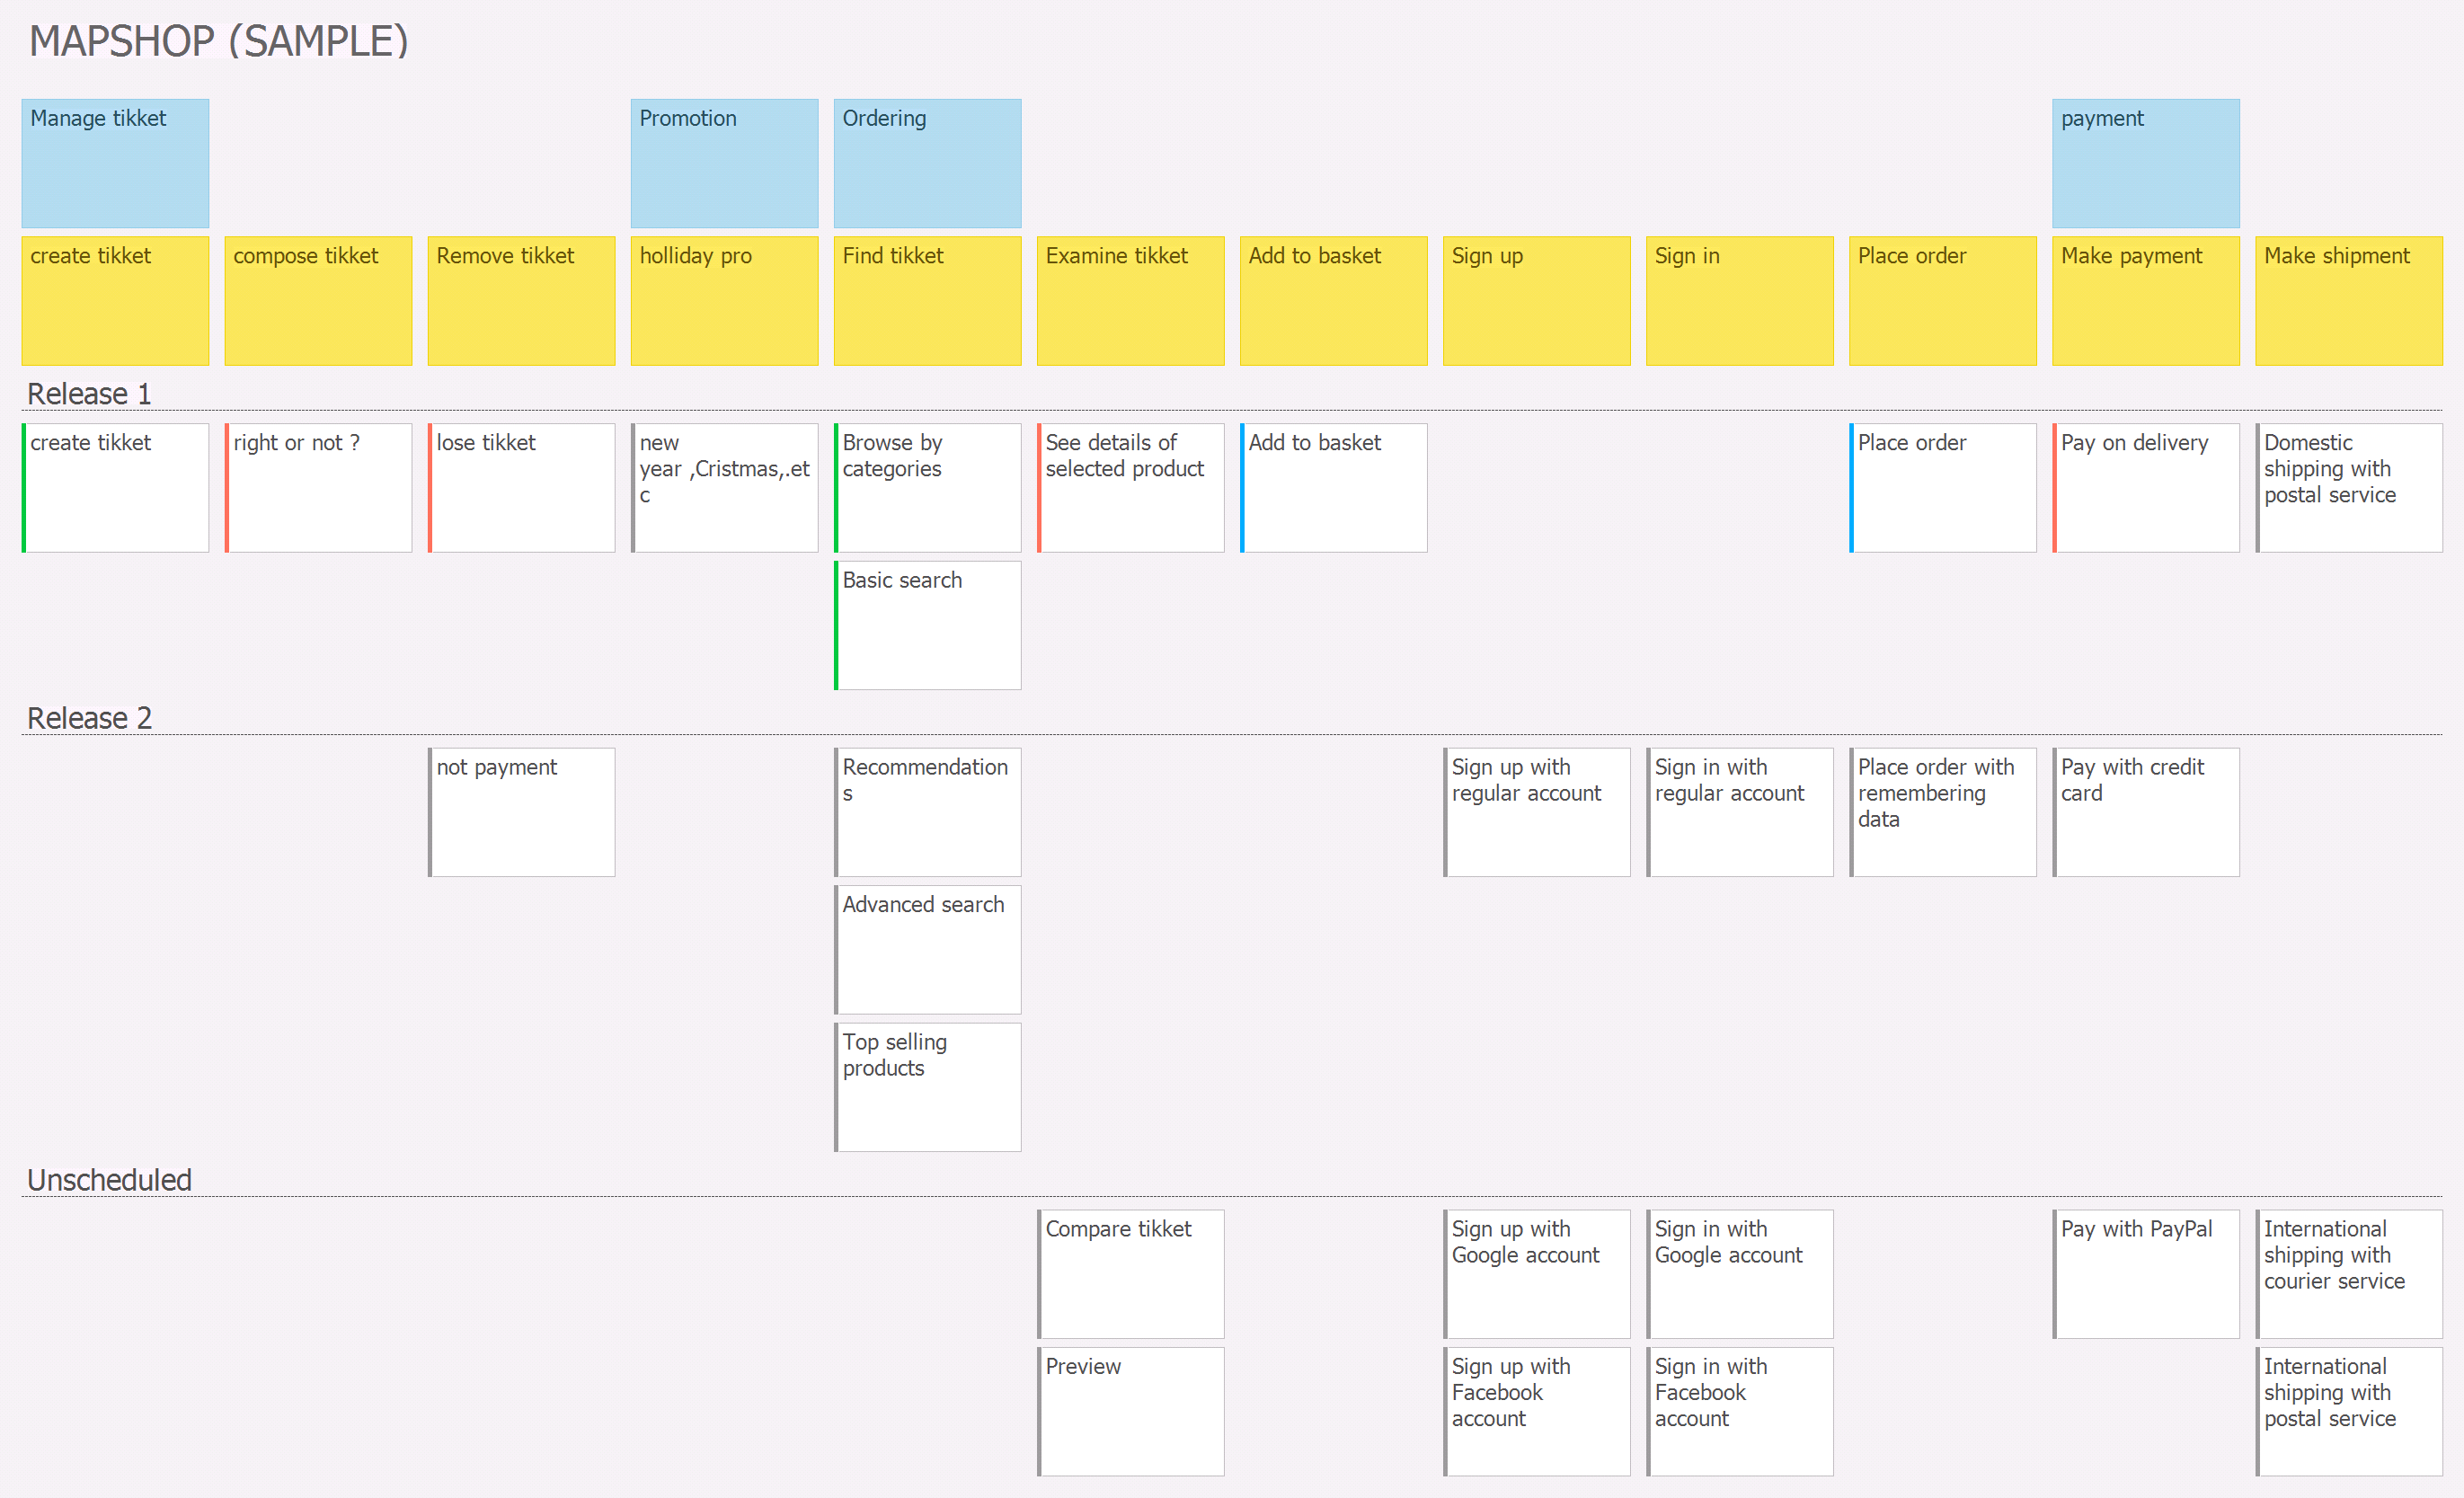 MAPSHOP (SAMPLE)
Manage tikket
Promotion
Ordering
payment
create tikket
compose tikket
Remove tikket
holliday pro
Find tikket
Examine tikket
Add to basket
Sign up
Sign in
Place order
Make payment
Make shipment
Release 1
create tikket
right or not ?
lose tikket
new
year ,Cristmas,.et
c
Browse by
categories
See details of
selected product
Add to basket
Place order
Pay on delivery
Domestic
shipping with
postal service
Basic search
Release 2
not payment
Recommendation
s
Sign up with
regular account
Sign in with
regular account
Place order with
remembering
data
Pay with credit
card
Advanced search
Top selling
products
Unscheduled
Compare tikket
Sign up with
Google account
Sign in with
Google account
Pay with PayPal
International
shipping with
courier service
Preview
Sign up with
Facebook
account
Sign in with
Facebook
account
International
shipping with
postal service